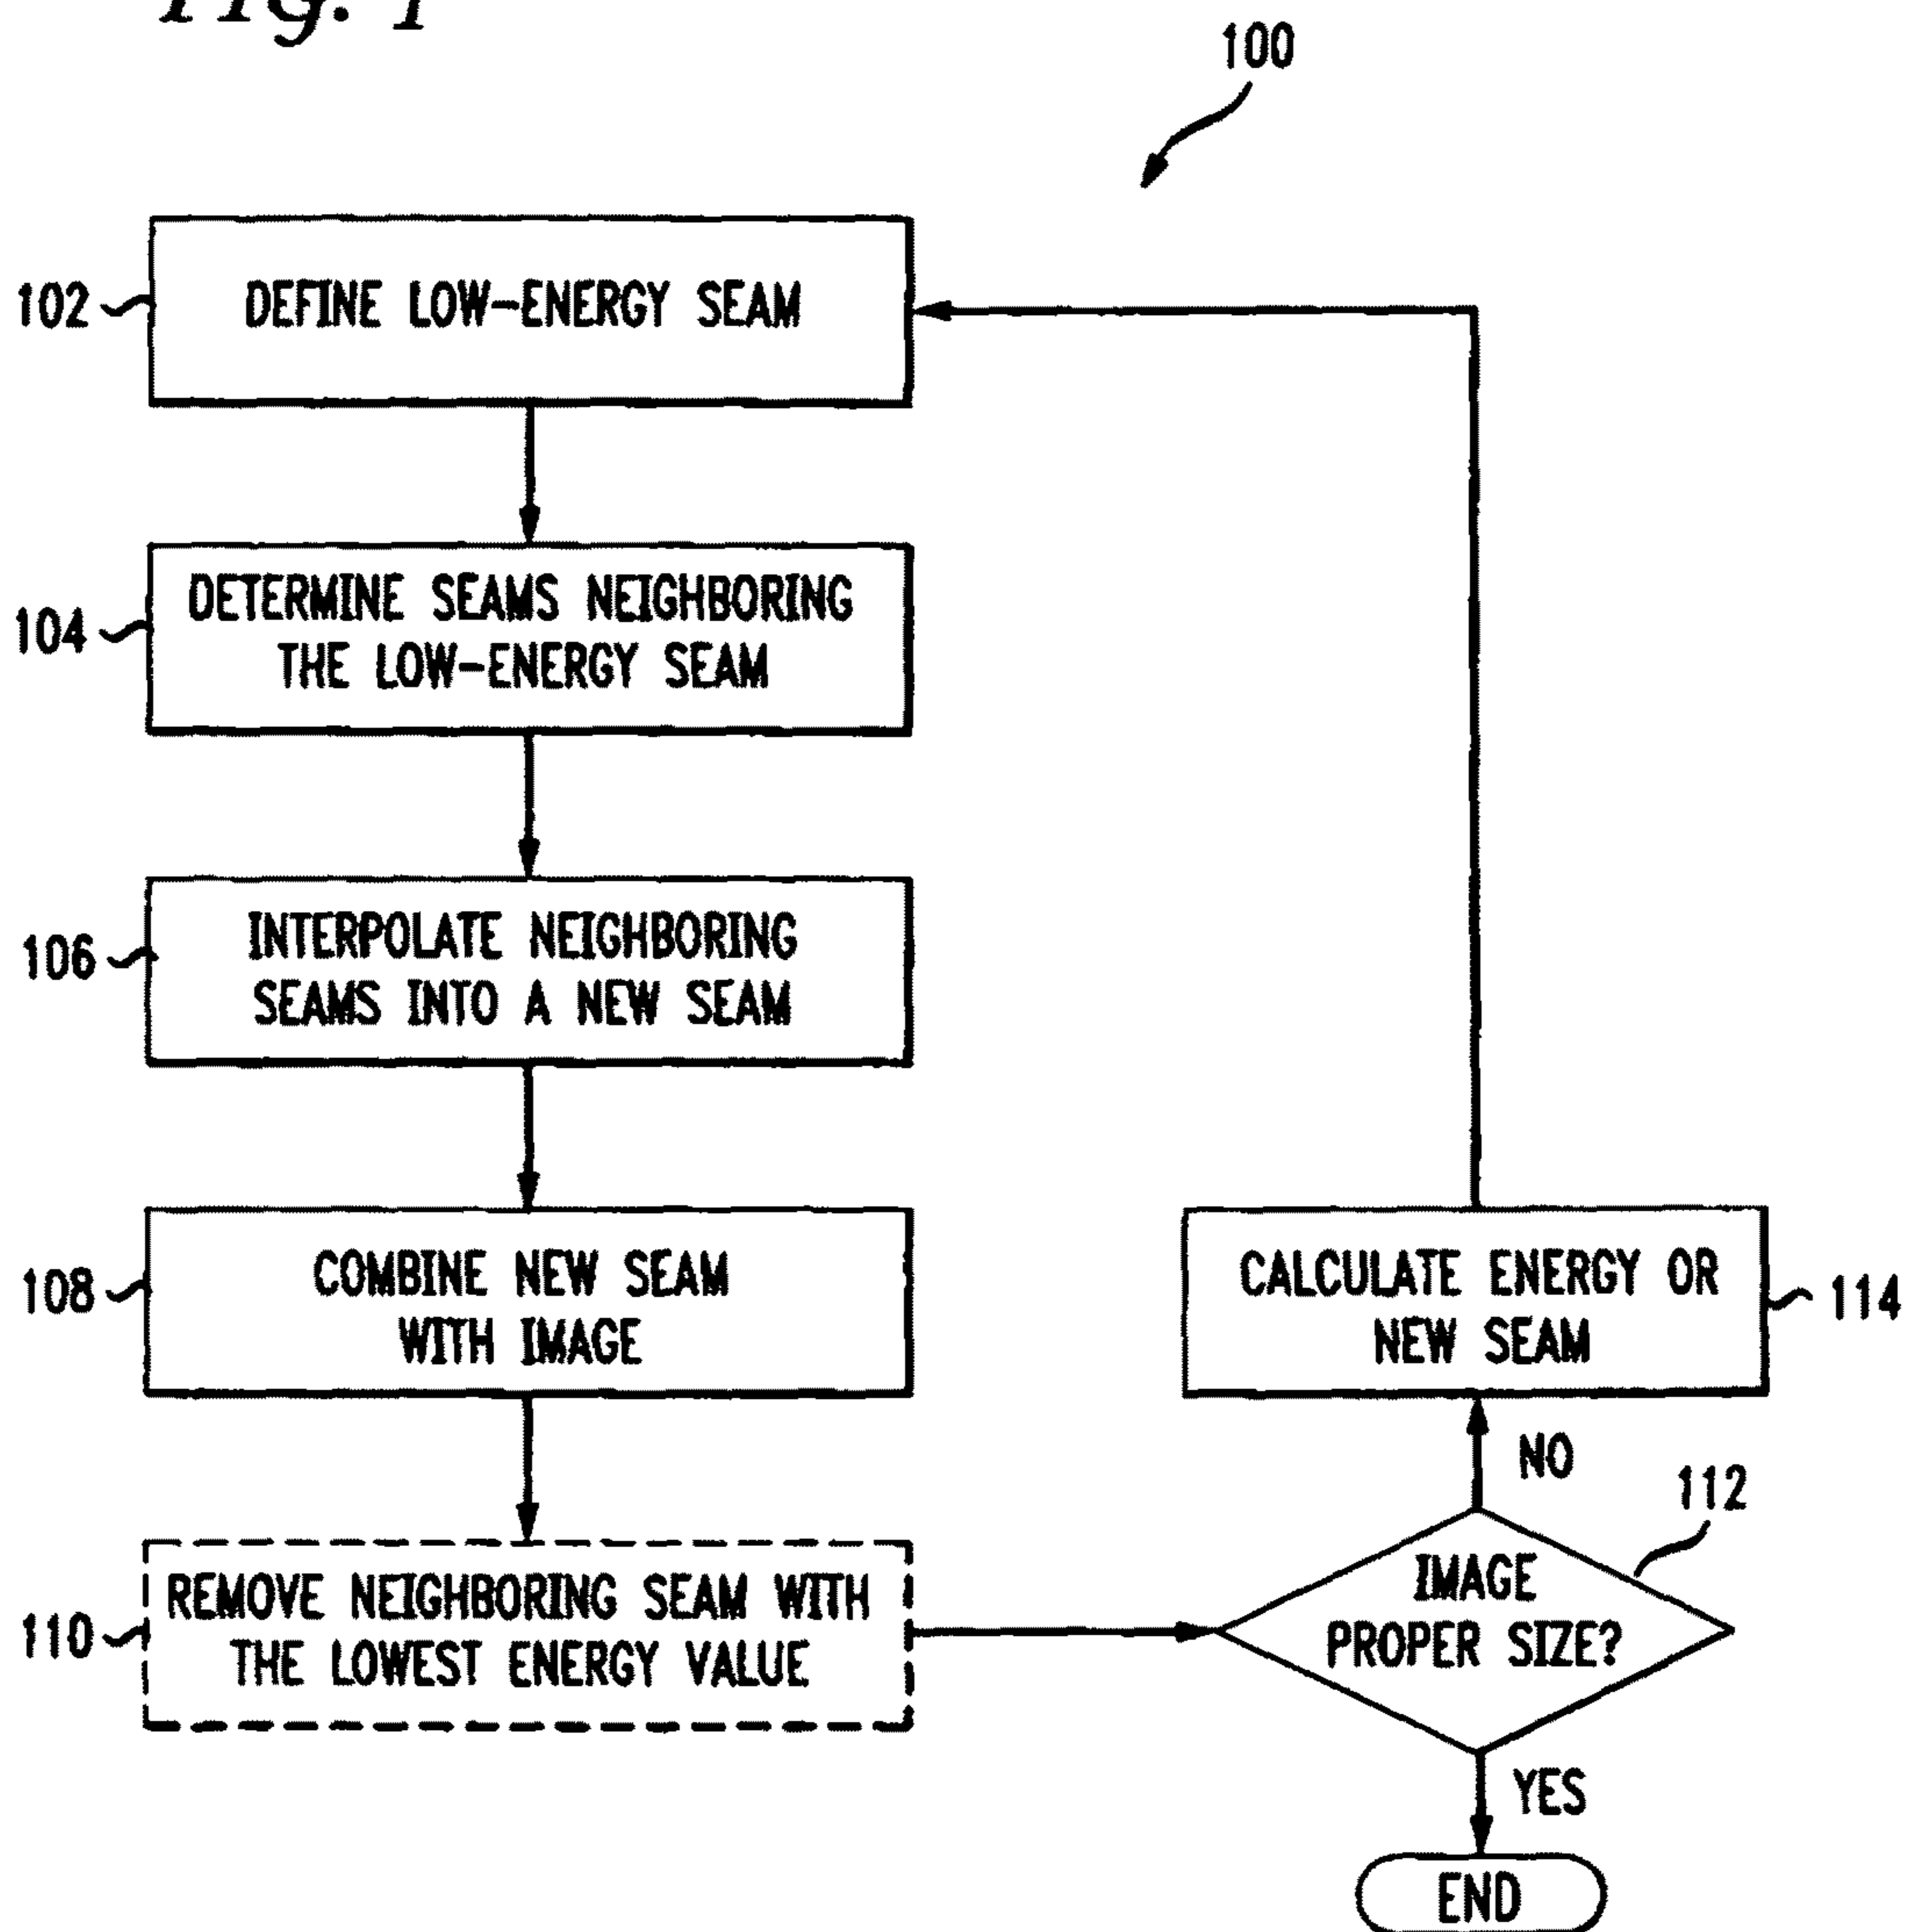 FIG. 1
100
102
DEFINE LOW-ENERGY SEAM
104
DETERMINE SEAMS NEIGHBORING
THE LOW-ENERGY SEAM
106
INTERPOLATE NEIGHBORING
SEAMS INTO A NEW SEAM
108
COMBINE NEW SEAM
WITH IMAGE
110
REMOVE NEIGHBORING SEAM WITH
THE LOWEST ENERGY VALUE
CALCULATE ENERGY OR
NEW SEAM
114
NO
112
IMAGE
PROPER SIZE?
YES
END